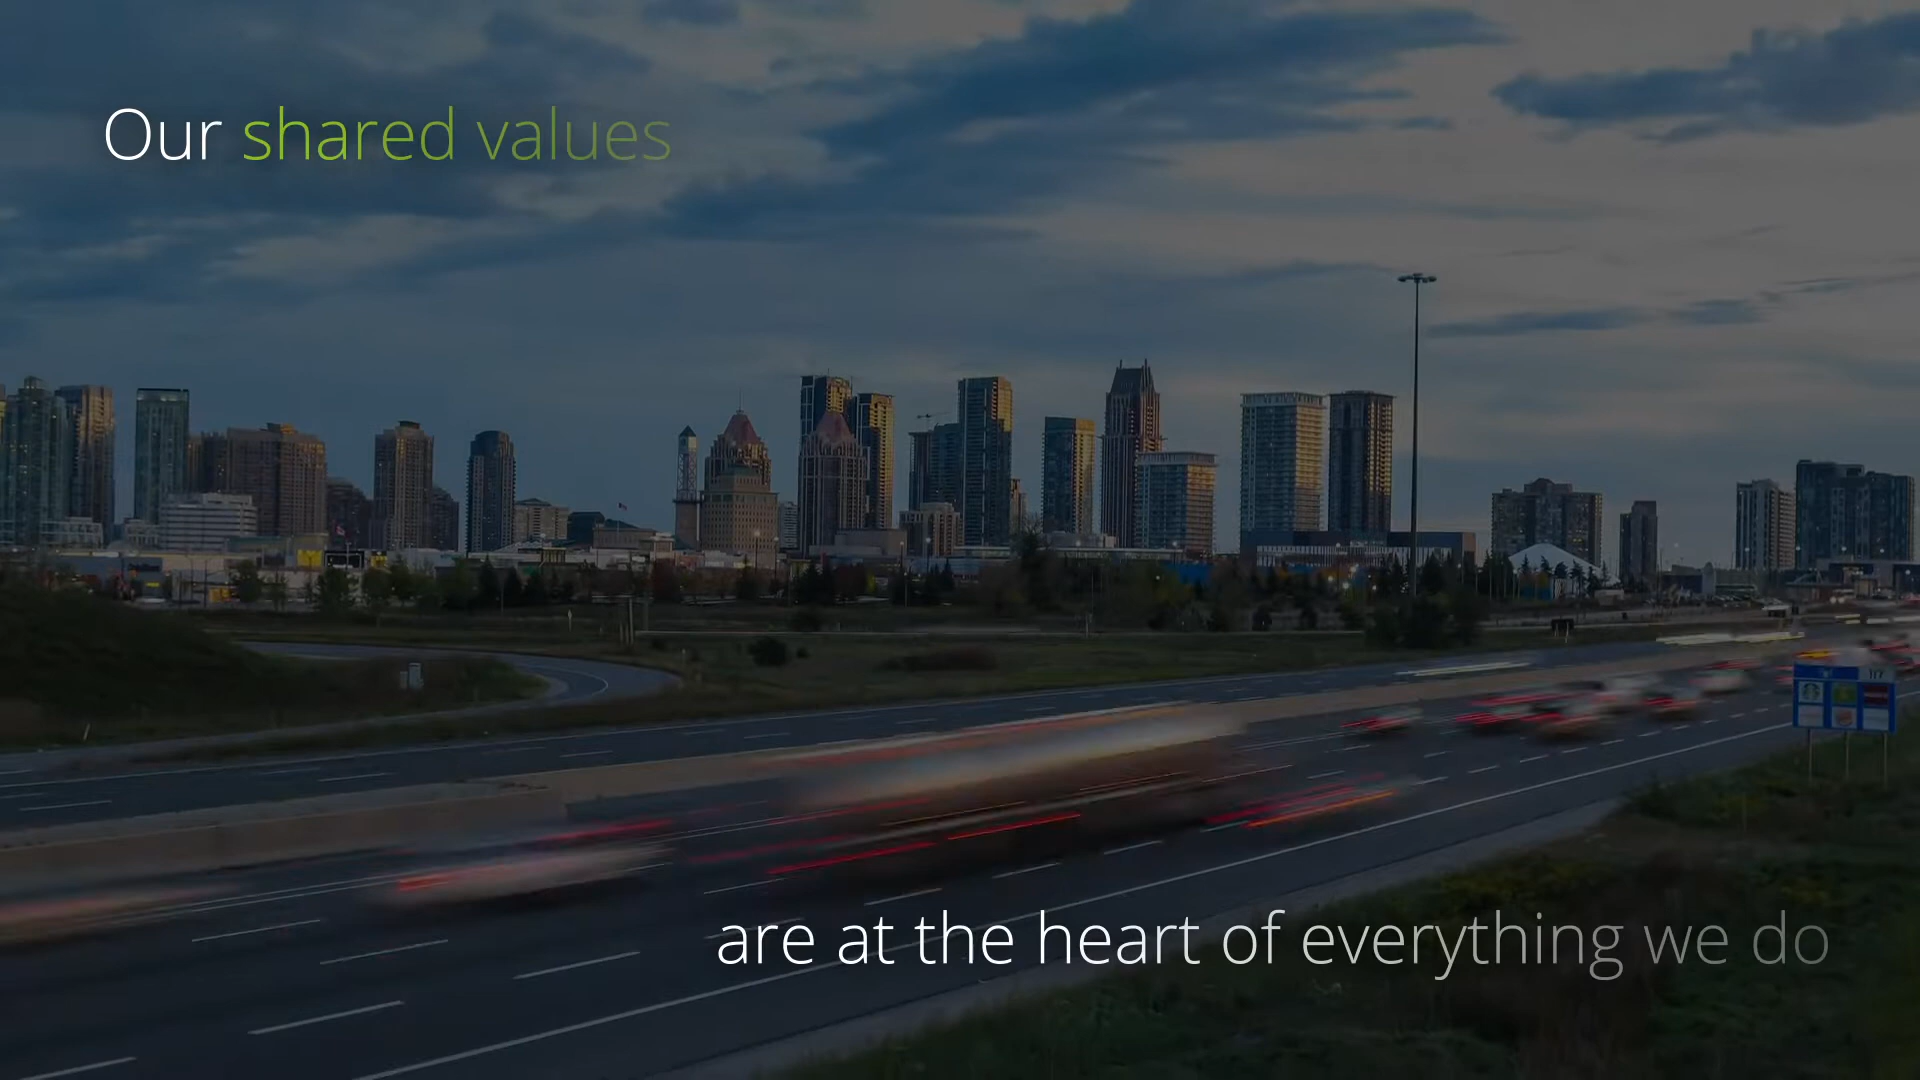 Our shared values
are at the heart of everything we do